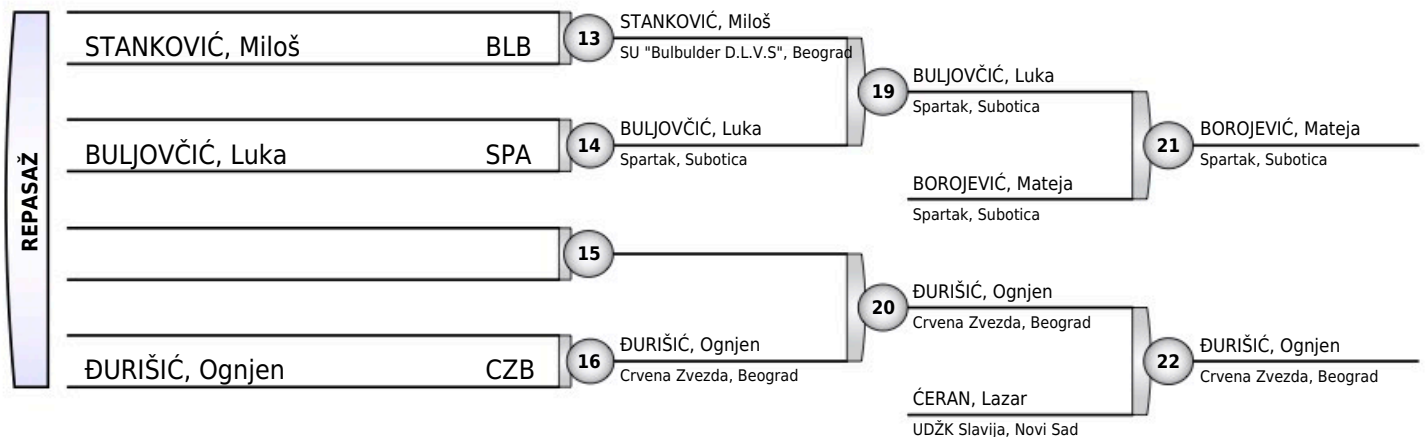 REPASAŽ
STANKOVIĆ, Miloš BLB
BULJOVČIĆ, Luka SPA
ĐURIŠIĆ, Ognjen CZB
13
STANKOVIĆ, Miloš
SU "Bulbulder D.L.V.S", Beograd
14
BULJOVČIĆ, Luka
Spartak, Subotica
15
16
ĐURIŠIĆ, Ognjen
Crvena Zvezda, Beograd
19
BULJOVČIĆ, Luka
Spartak, Subotica
BOROJEVIĆ, Mateja
Spartak, Subotica
20
ĐURIŠIĆ, Ognjen
Crvena Zvezda, Beograd
ĆERAN, Lazar
UDŽK Slavija, Novi Sad
21
BOROJEVIĆ, Mateja
Spartak, Subotica
22
ĐURIŠIĆ, Ognjen
Crvena Zvezda, Beograd